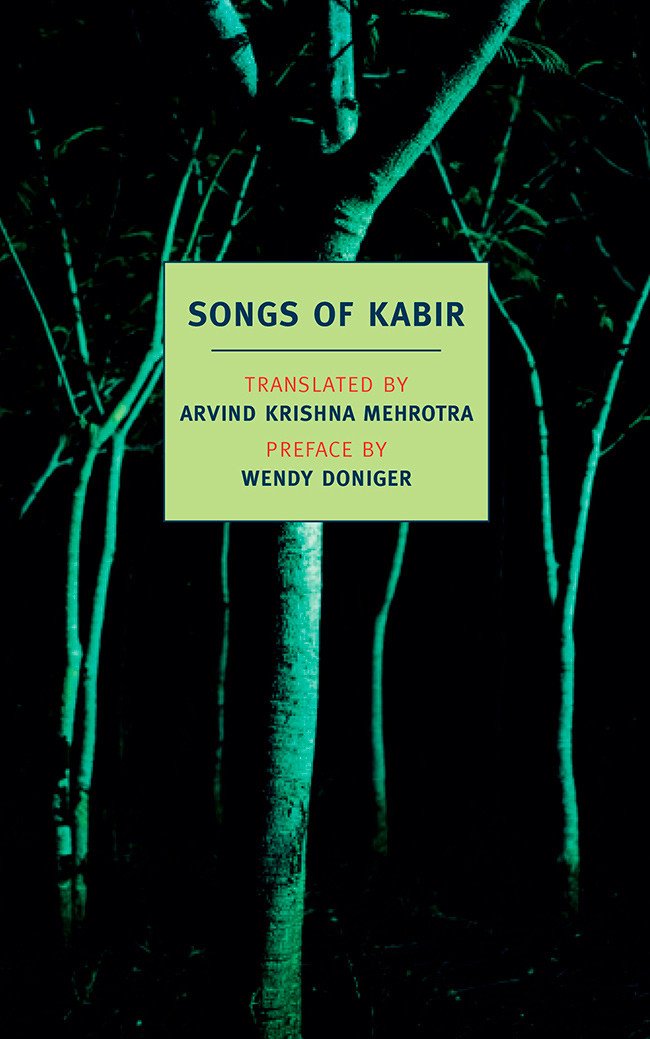 SONGS OF KABIR
TRANSLATED BY
ARVIND KRISHNA MEHROTRA
PREFACE BY
WENDY DONIGER